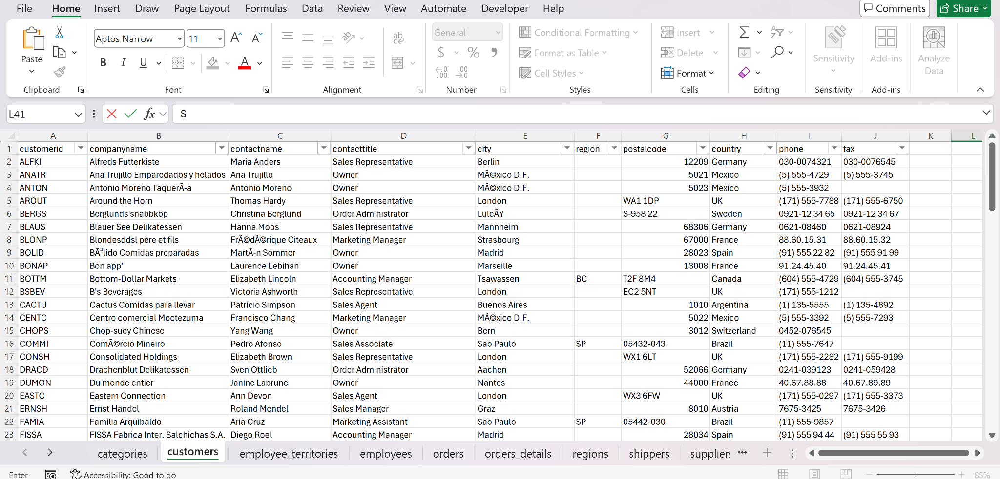 File Home Insert Draw Page Layout Formulas Data Review View Automate Developer Help Comments Share
Paste
Clipboard
Aptos Narrow 11
B I U
Font
Alignment
General
Number
Conditional Formatting
Format as Table
Cell Styles
Styles
Insert
Delete
Format
Cells
Editing
Sensitivity
Sensitivity
Add-ins
Add-ins
Analyze
Data
L41 fx S
A B C D E F G H I J K L
1 customerid companyname contactname contacttitle city region postalcode country phone fax
2 ALFKI Alfreds Futterkiste Maria Anders Sales Representative Berlin 12209 Germany 030-0074321 030-0076545
3 ANATR Ana Trujillo Emparedados y helados Ana Trujillo Owner MÃ©xico D.F. 5021 Mexico (5) 555-4729 (5) 555-3745
4 ANTON Antonio Moreno TaquerÃ-a Antonio Moreno Owner MÃ©xico D.F. 5023 Mexico (5) 555-3932
5 AROUT Around the Horn Thomas Hardy Sales Representative London WA1 1DP UK (171) 555-7788 (171) 555-6750
6 BERGS Berglunds snabbköp Christina Berglund Order Administrator LuleÃ¥ S-958 22 Sweden 0921-12 34 65 0921-12 34 67
7 BLAUS Blauer See Delikatessen Hanna Moos Sales Representative Mannheim 68306 Germany 0621-08460 0621-08924
8 BLONP Blondesddsl père et fils FrÃ©dÃ©rique Citeaux Marketing Manager Strasbourg 67000 France 88.60.15.31 88.60.15.32
9 BOLID BÃ³lido Comidas preparadas MartÃ-n Sommer Owner Madrid 28023 Spain (91) 555 22 82 (91) 555 91 99
10 BONAP Bon app' Laurence Lebihan Owner Marseille 13008 France 91.24.45.40 91.24.45.41
11 BOTTM Bottom-Dollar Markets Elizabeth Lincoln Accounting Manager Tsawassen BC T2F 8M4 Canada (604) 555-4729 (604) 555-3745
12 BSBEV B's Beverages Victoria Ashworth Sales Representative London EC2 5NT UK (171) 555-1212
13 CACTU Cactus Comidas para llevar Patricio Simpson Sales Agent Buenos Aires 1010 Argentina (1) 135-5555 (1) 135-4892
14 CENTC Centro comercial Moctezuma Francisco Chang Marketing Manager MÃ©xico D.F. 5022 Mexico (5) 555-3392 (5) 555-7293
15 CHOPS Chop-suey Chinese Yang Wang Owner Bern 3012 Switzerland 0452-076545
16 COMMI ComÃ©rcio Mineiro Pedro Afonso Sales Associate Sao Paulo SP 05432-043 Brazil (11) 555-7647
17 CONSH Consolidated Holdings Elizabeth Brown Sales Representative London WX1 6LT UK (171) 555-2282 (171) 555-9199
18 DRACD Drachenblut Delikatessen Sven Ottlieb Order Administrator Aachen 52066 Germany 0241-039123 0241-059428
19 DUMON Du monde entier Janine Labrune Owner Nantes 44000 France 40.67.88.88 40.67.89.89
20 EASTC Eastern Connection Ann Devon Sales Agent London WX3 6FW UK (171) 555-0297 (171) 555-3373
21 ERNSH Ernst Handel Roland Mendel Sales Manager Graz 8010 Austria 7675-3425 7675-3426
22 FAMIA Familia Arquibaldo Aria Cruz Marketing Assistant Sao Paulo SP 05442-030 Brazil (11) 555-9857
23 FISSA FISSA Fabrica Inter. Salchichas S.A. Diego Roel Accounting Manager Madrid 28034 Spain (91) 555 94 44 (91) 555 55 93
categories customers employee_territories employees orders orders_details regions shippers supplier
Enter Accessibility: Good to go 85%